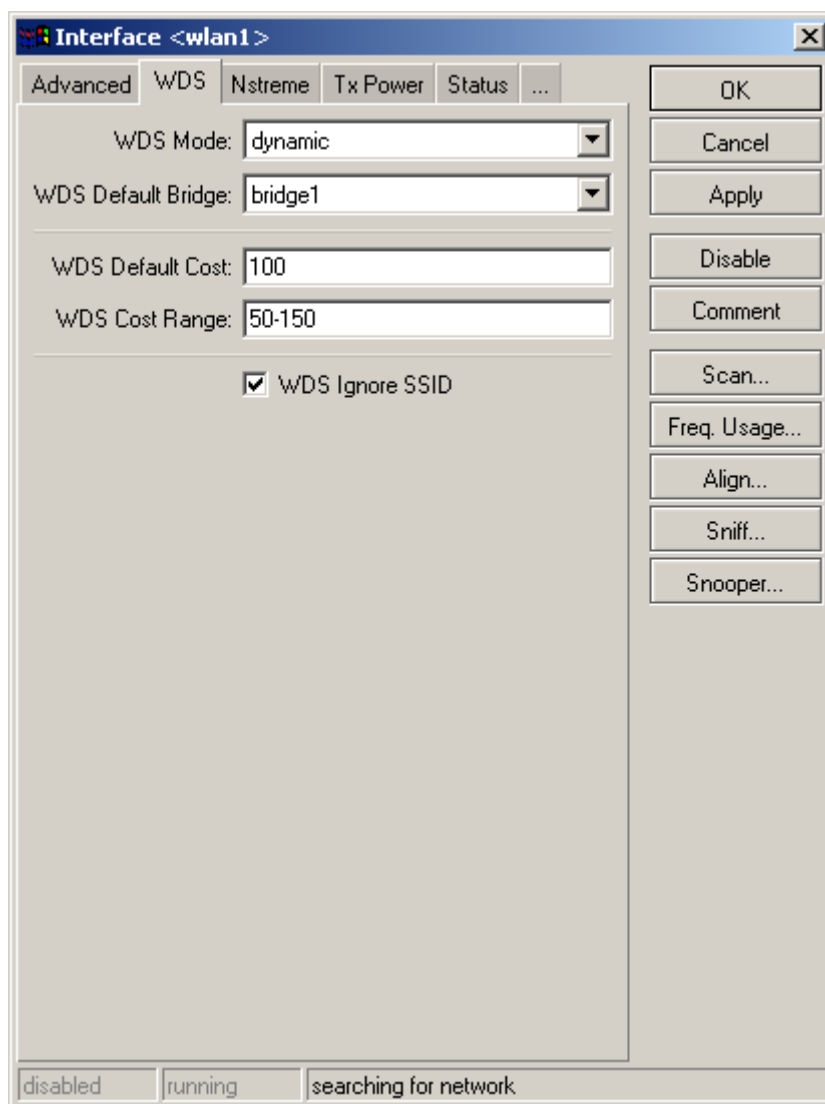 Interface <wlan1>
Advanced WDS Nstreme Tx Power Status ...
WDS Mode: dynamic
WDS Default Bridge: bridge1
WDS Default Cost: 100
WDS Cost Range: 50-150
WDS Ignore SSID
OK
Cancel
Apply
Disable
Comment
Scan...
Freq. Usage...
Align...
Sniff...
Snooper...
disabled running searching for network